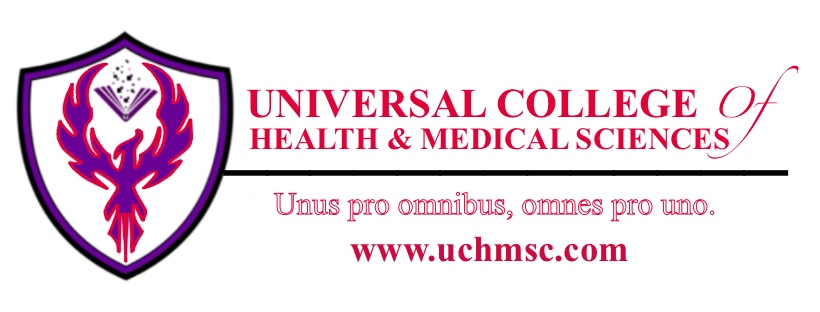 UNIVERSAL COLLEGE of
HEALTH & MEDICAL SCIENCES
Unus pro omnibus, omnes pro uno.
www.uchmsc.com